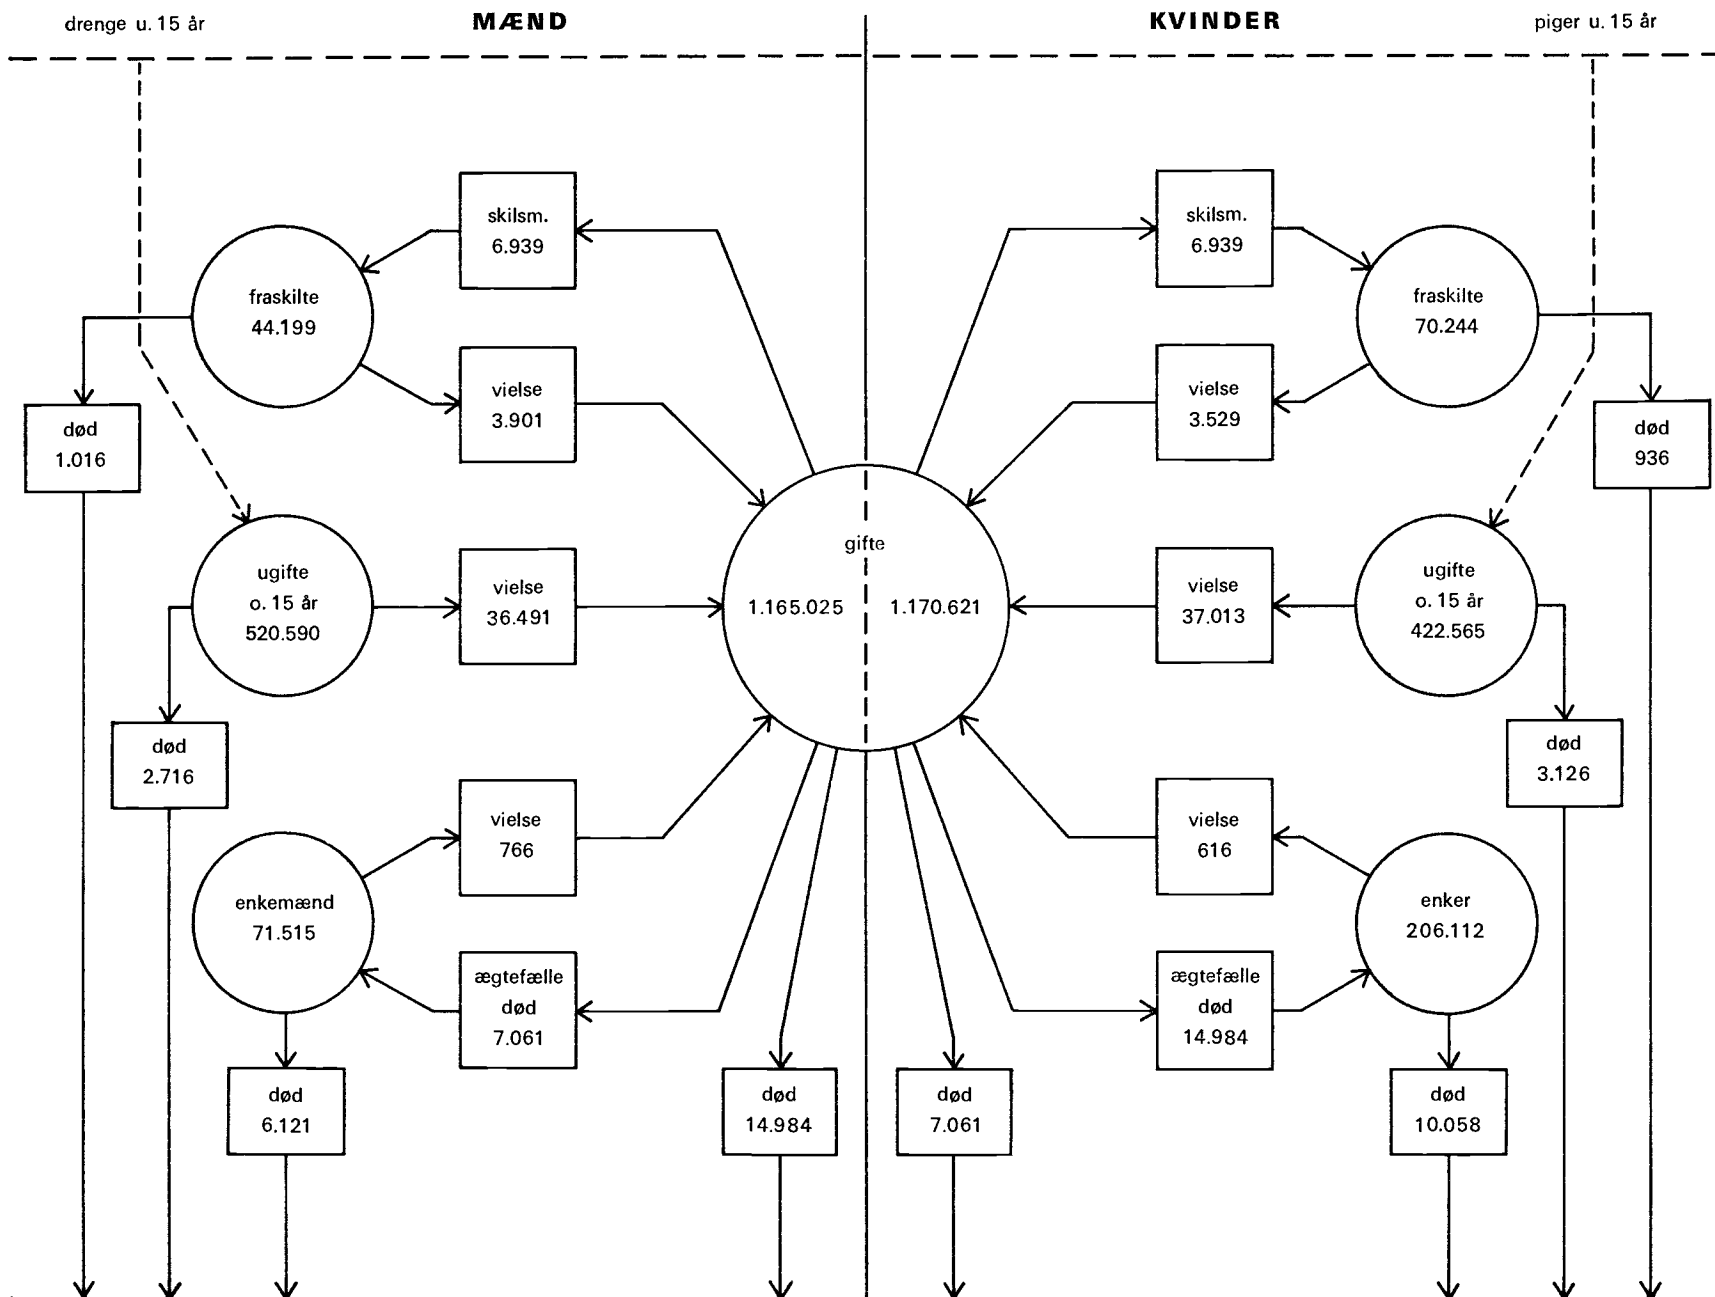 drenge u. 15 år
MÆND
KVINDER
piger u. 15 år
skilsm.
6.939
fraskilte
44.199
vielse
3.901
død
1.016
ugifte
o. 15 år
520.590
vielse
36.491
død
2.716
vielse
766
enkemænd
71.515
ægtefælle
død
7.061
død
6.121
død
14.984
gifte
1.165.025
1.170.621
skilsm.
6.939
fraskilte
70.244
vielse
3.529
død
936
ugifte
o. 15 år
422.565
vielse
37.013
død
3.126
vielse
616
enker
206.112
ægtefælle
død
14.984
død
7.061
død
10.058